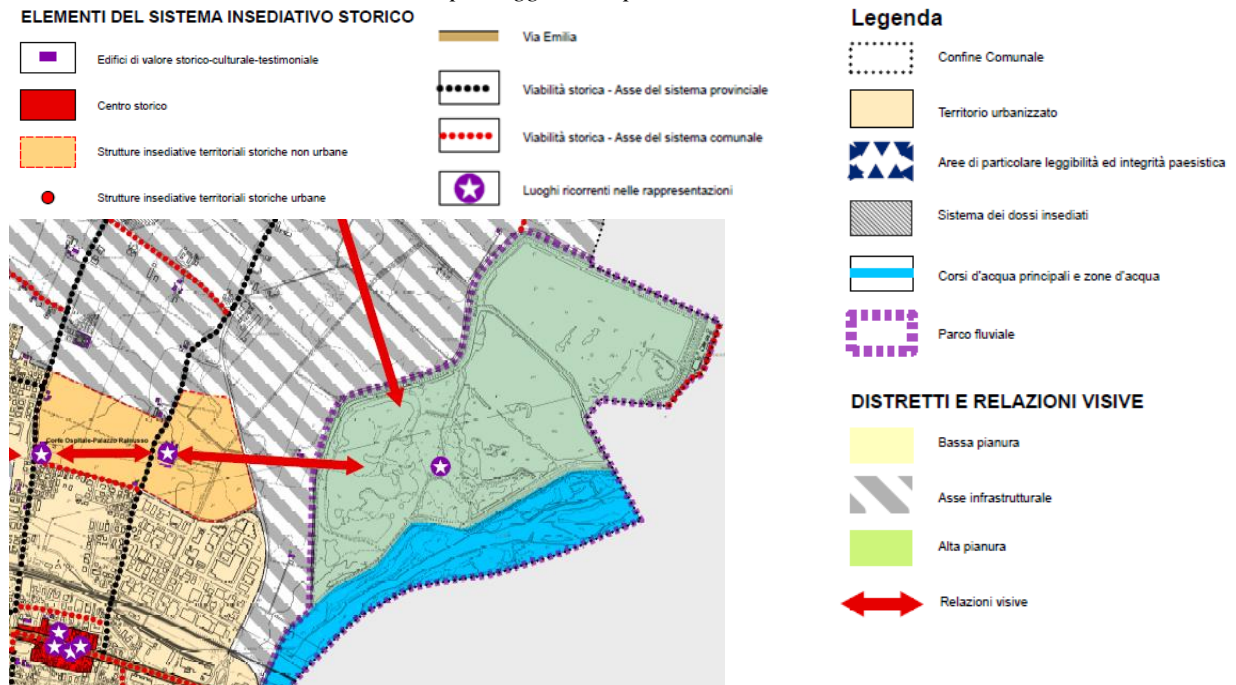 ELEMENTI DEL SISTEMA INSEDIATIVO STORICO
Edifici di valore storico-culturale-testimoniale
Centro storico
Strutture insediative territoriali storiche non urbane
Strutture insediative territoriali storiche urbane
Via Emilia
Viabilità storica - Asse del sistema provinciale
Viabilità storica - Asse del sistema comunale
Luoghi ricorrenti nelle rappresentazioni
Legenda
Confine Comunale
Territorio urbanizzato
Aree di particolare leggibilità ed integrità paesistica
Sistema dei dossi insediati
Corsi d'acqua principali e zone d'acqua
Parco fluviale
DISTRETTI E RELAZIONI VISIVE
Bassa pianura
Asse infrastrutturale
Alta pianura
Relazioni visive
Corte Ospitale-Palazzo Rainusso